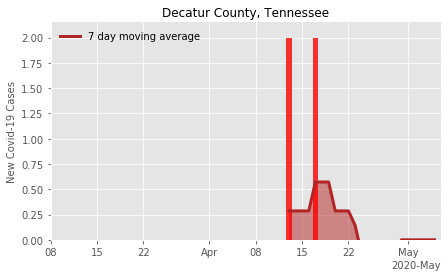 Decatur County, Tennessee
7 day moving average
New Covid-19 Cases
2.00
1.75
1.50
1.25
1.00
0.75
0.50
0.25
0.00
08 15 22 Apr 08 15 22 May
2020-May